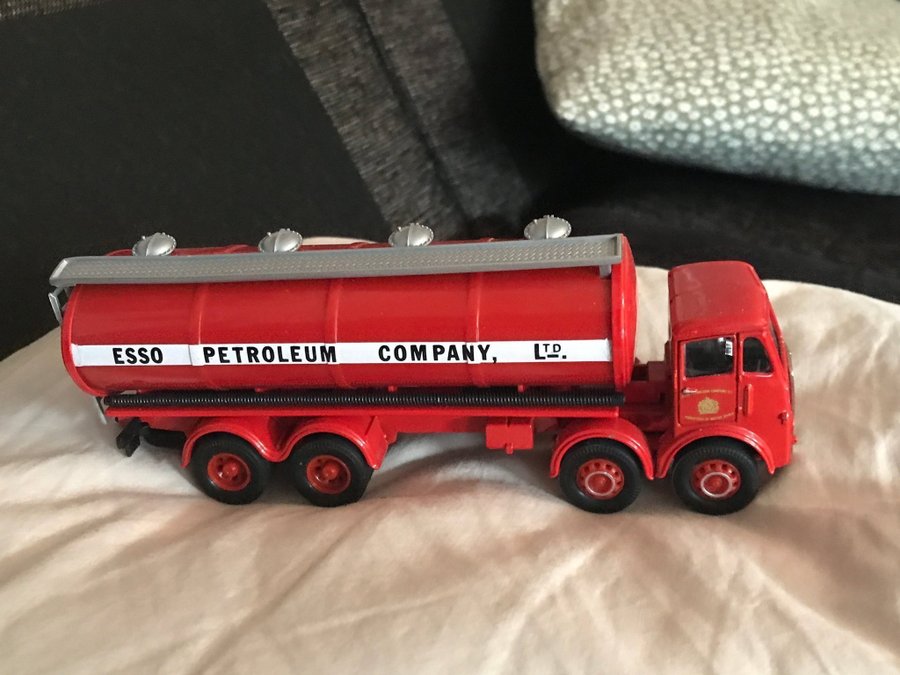 ESSO PETROLEUM COMPANY, LTD.